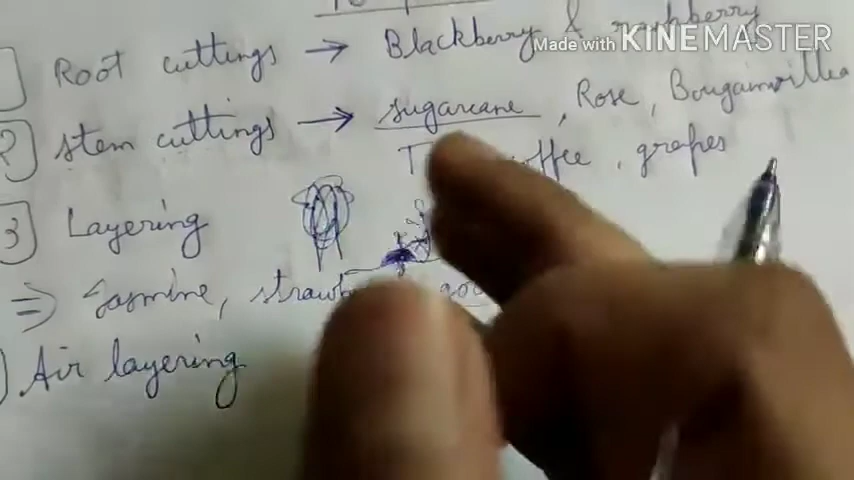 Root cuttings → Blackberry & raspberry
Made with KINEMASTER
2 stem cuttings → sugarcane, Rose, Bougainvillea
coffee, grapes
3 Layering
⇒ Jasmine,
Air layering